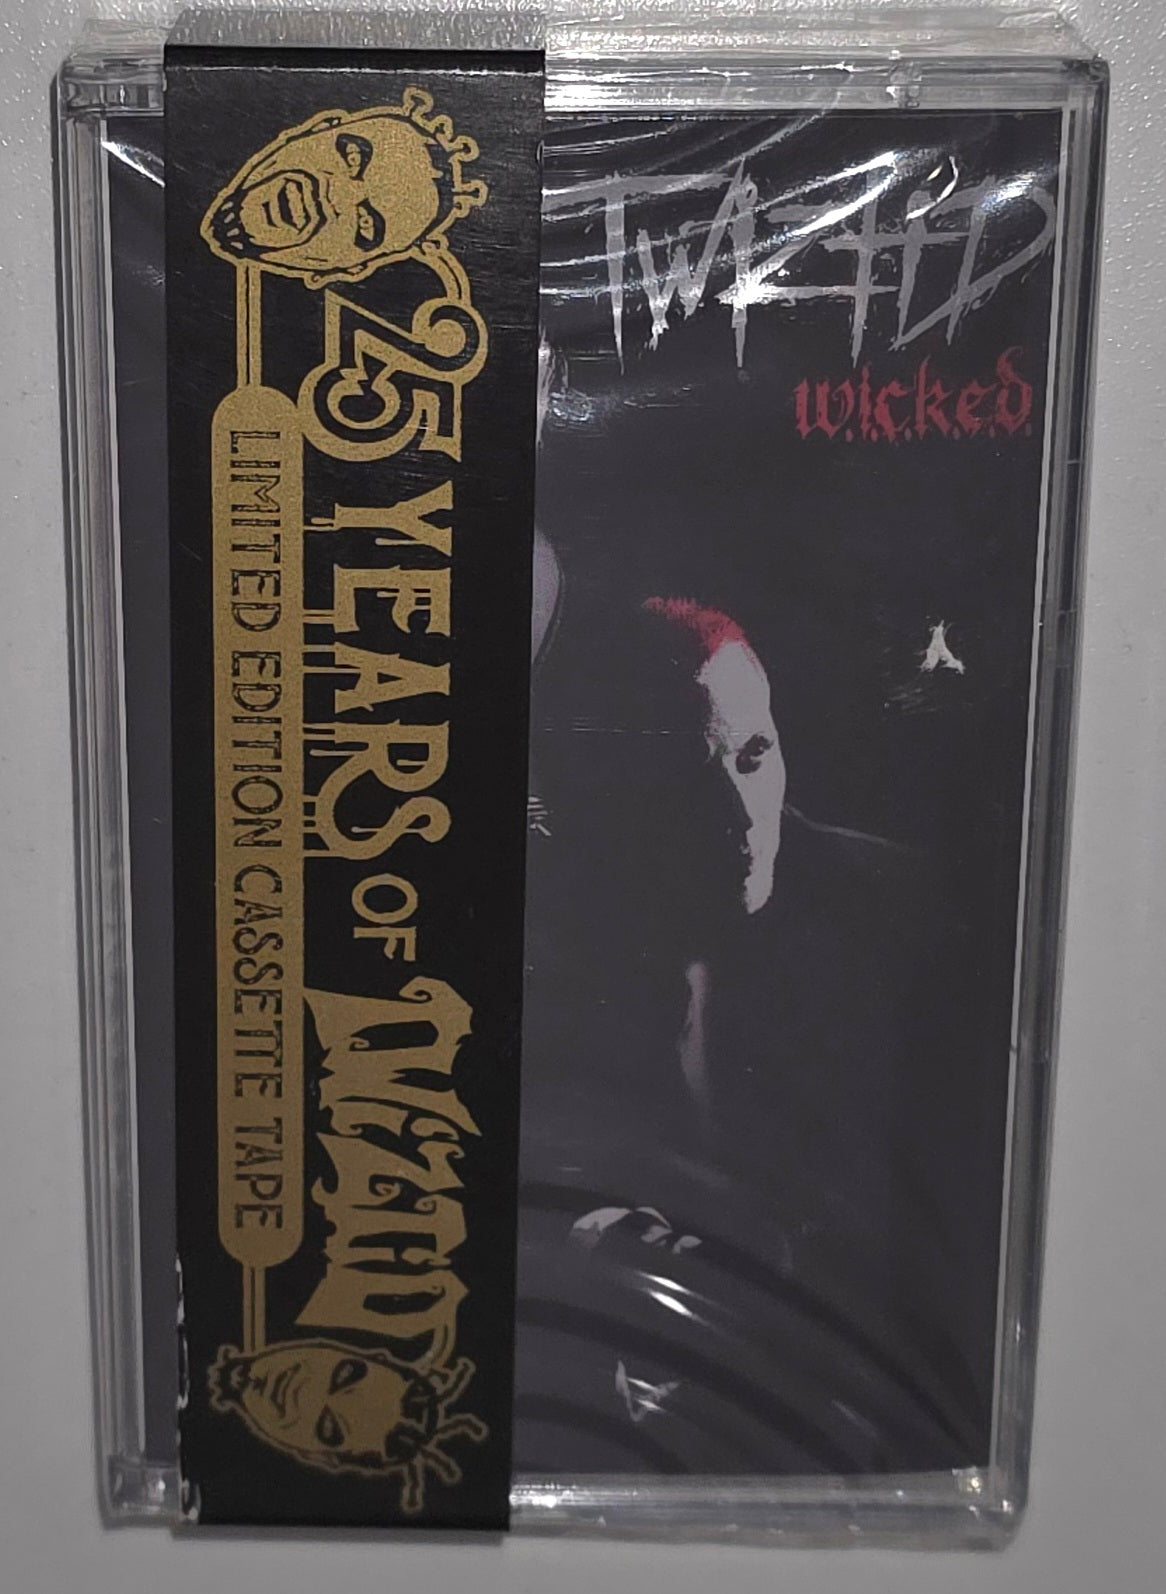 25 YEARS OF TWIZTID
LIMITED EDITION CASSETTE TAPE
TWIZTID
w.i.c.k.e.d.